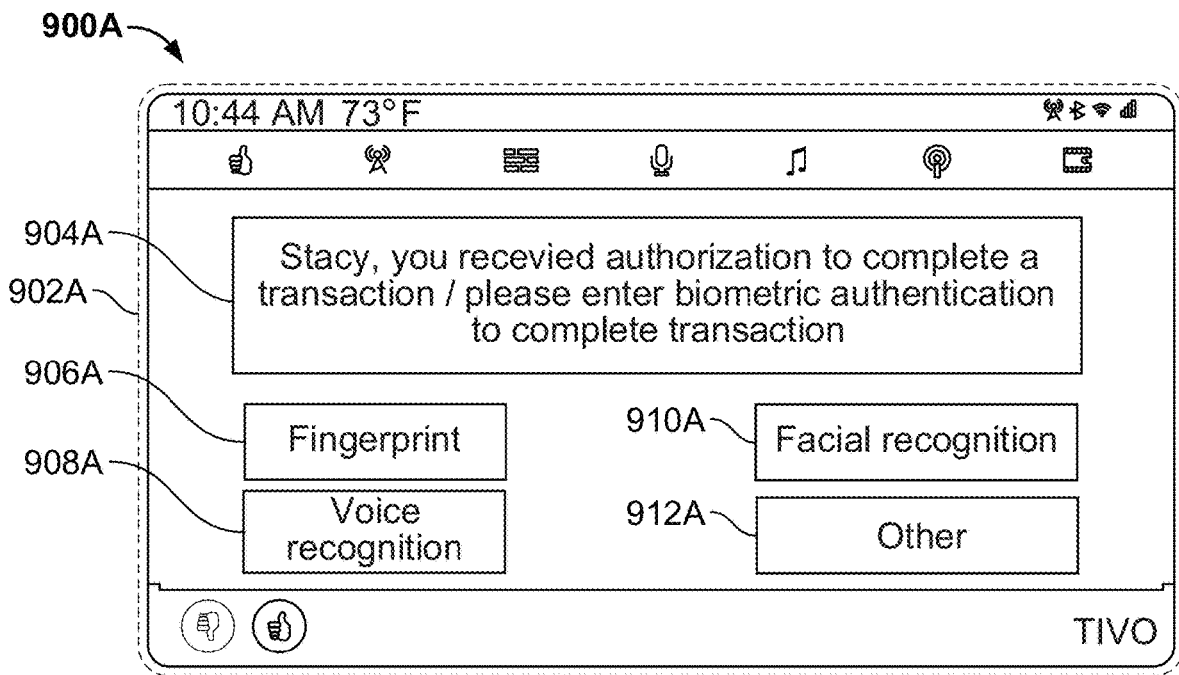 900A
10:44 AM 73°F
904A
Stacy, you recevied authorization to complete a
transaction / please enter biometric authentication
to complete transaction
902A
906A
Fingerprint
910A
Facial recognition
908A
Voice
recognition
912A
Other
TIVO